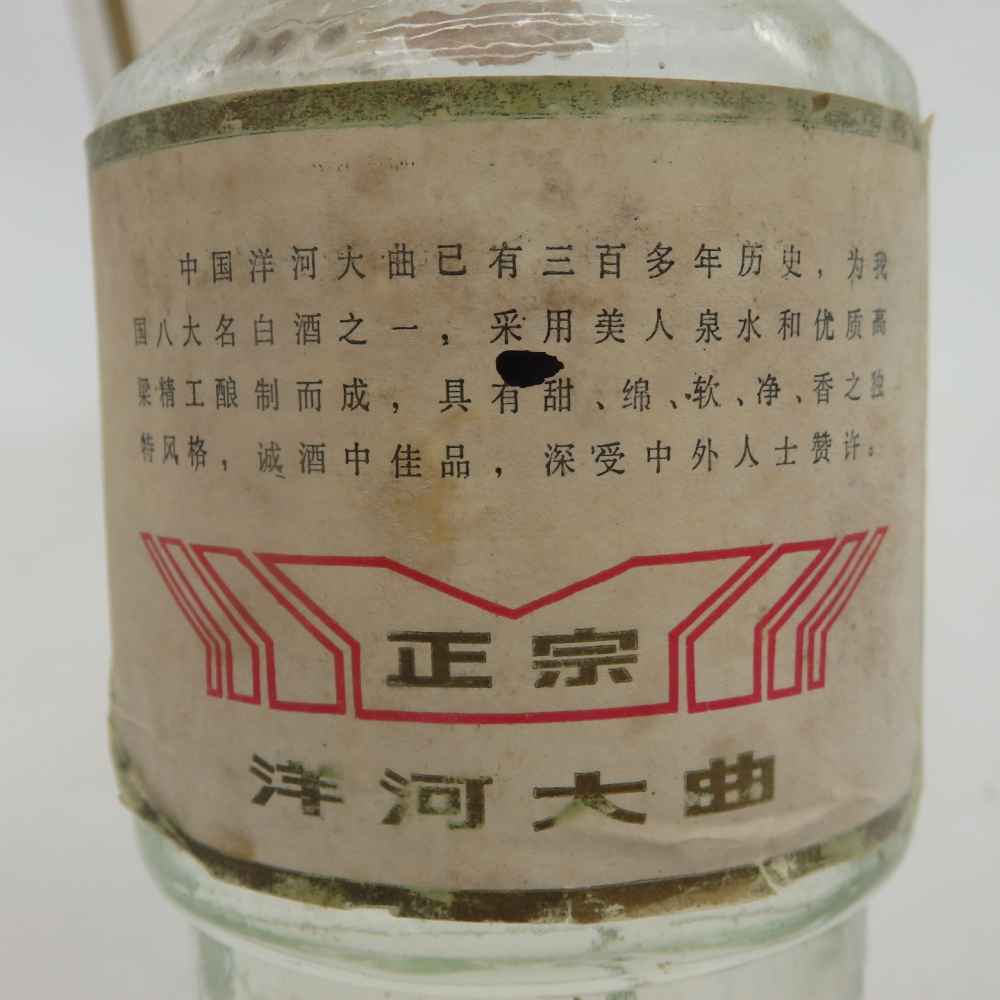 中国洋河大曲已有三百多年历史，为我
国八大名白酒之一，采用美人泉水和优质高
梁精工酿制而成，具有甜、绵、软、净、香之独
特风格，诚酒中佳品，深受中外人士赞许。
正宗
洋河大曲